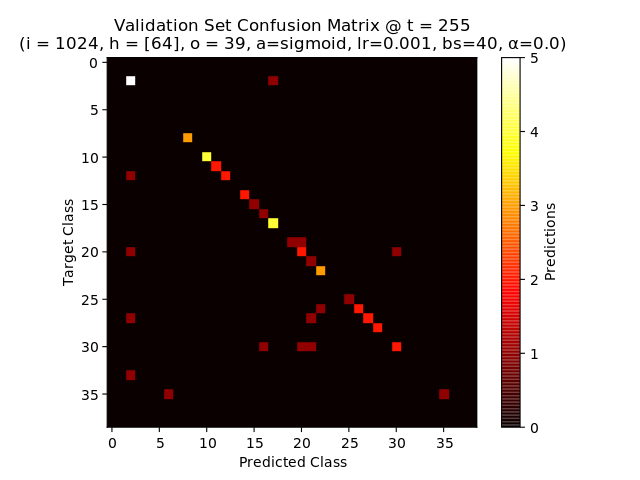 Validation Set Confusion Matrix @ t = 255
(i = 1024, h = [64], o = 39, a=sigmoid, lr=0.001, bs=40, α=0.0)
0
5
10
15
20
25
30
35
Target Class
0 5 10 15 20 25 30 35
Predicted Class
5
4
3
2
1
0
Predictions